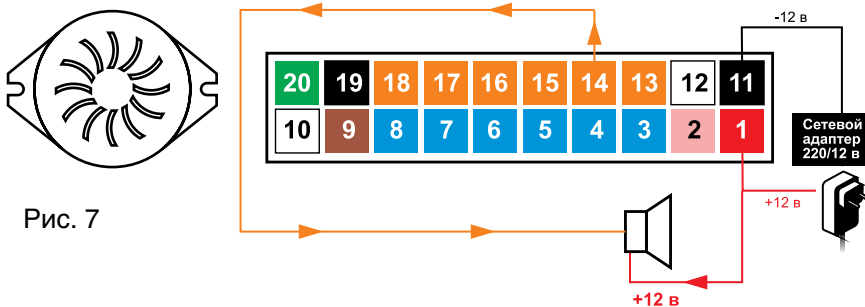 -12 в
20 19 18 17 16 15 14 13 12 11
10 9 8 7 6 5 4 3 2 1
Сетевой
адаптер
220/12 в
+12 в
Рис. 7
+12 в